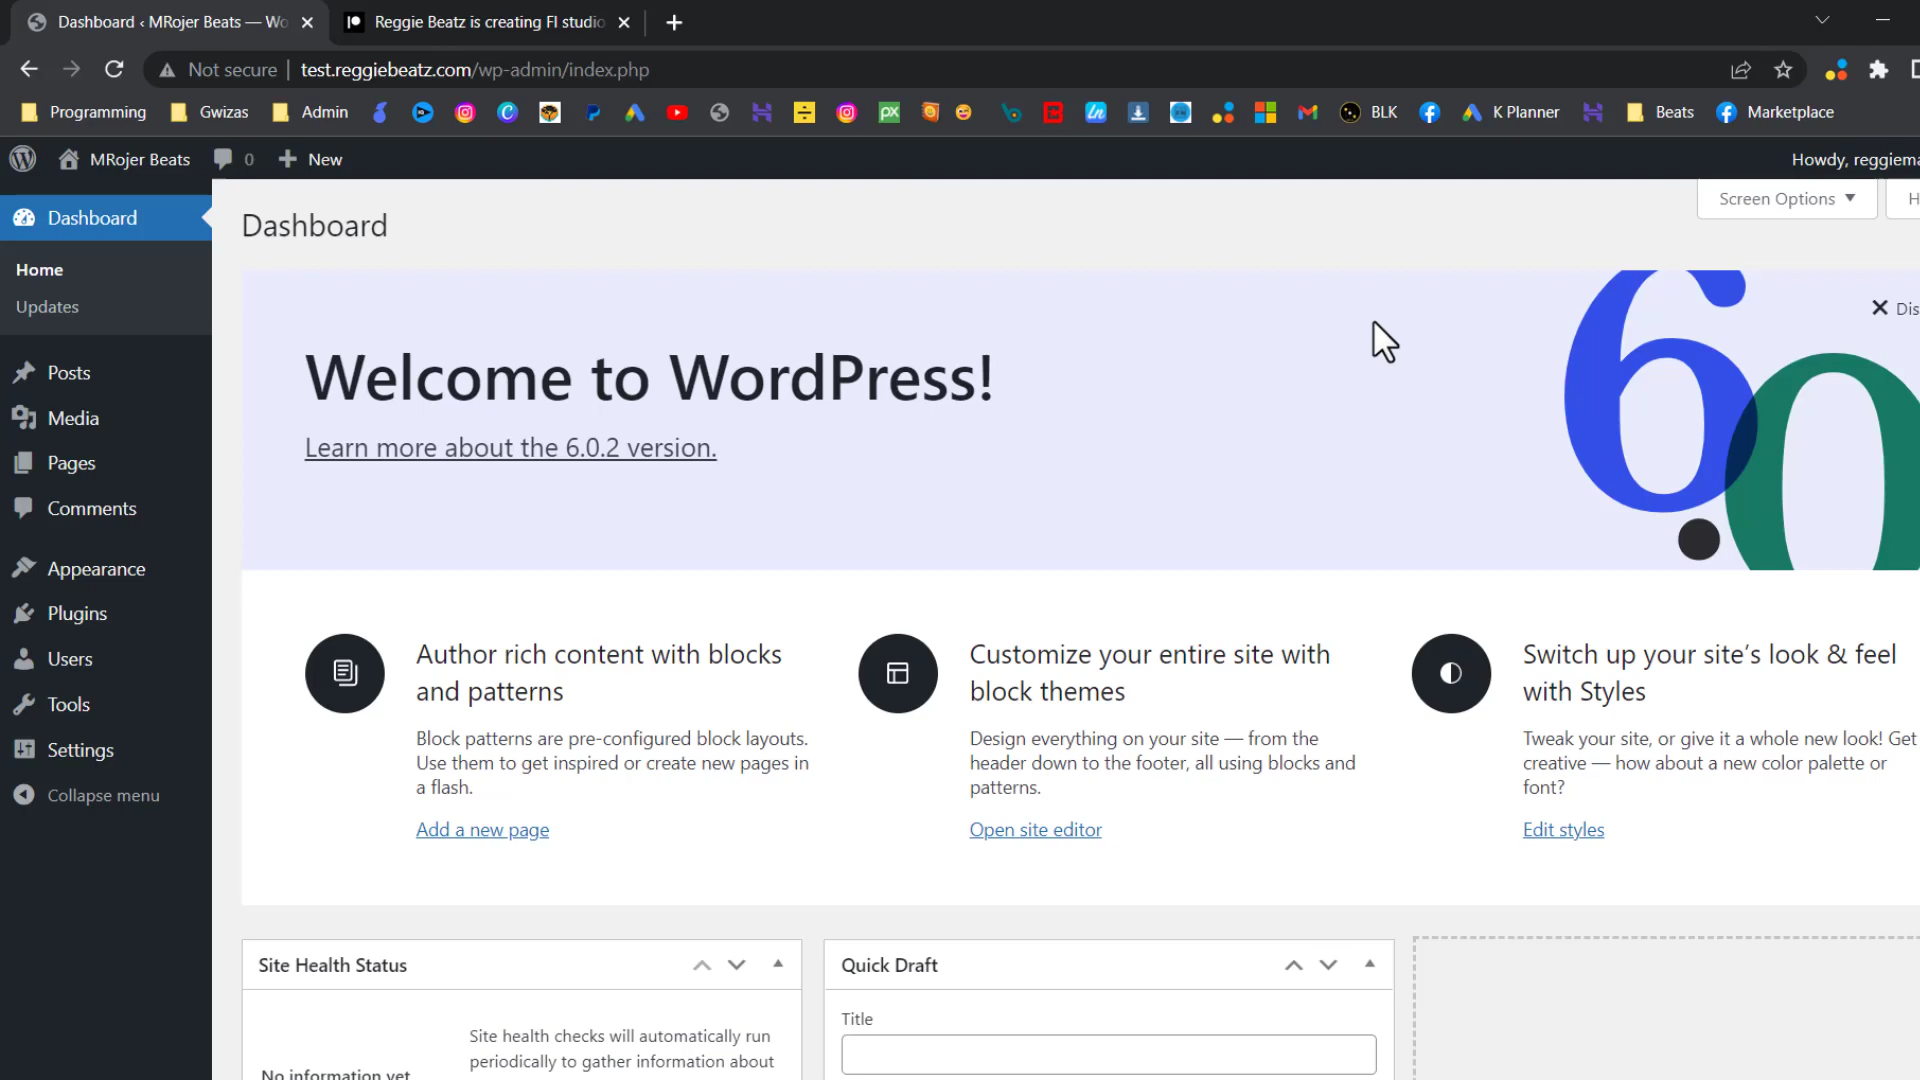 Dashboard ‹ MRojer Beats — Wo
Reggie Beatz is creating Fl studio
Not secure
test.reggiebeatz.com/wp-admin/index.php
Programming
Gwizas
Admin
BLK
K Planner
Beats
Marketplace
MRojer Beats
0
New
Howdy, reggiema
Dashboard
Home
Updates
Posts
Media
Pages
Comments
Appearance
Plugins
Users
Tools
Settings
Collapse menu
Screen Options
H
Dashboard
Dis
6.0
Welcome to WordPress!
Learn more about the 6.0.2 version.
Author rich content with blocks
and patterns
Block patterns are pre-configured block layouts.
Use them to get inspired or create new pages in
a flash.
Add a new page
Customize your entire site with
block themes
Design everything on your site — from the
header down to the footer, all using blocks and
patterns.
Open site editor
Switch up your site’s look & feel
with Styles
Tweak your site, or give it a whole new look! Get
creative — how about a new color palette or
font?
Edit styles
Site Health Status
No information yet
Site health checks will automatically run
periodically to gather information about
Quick Draft
Title